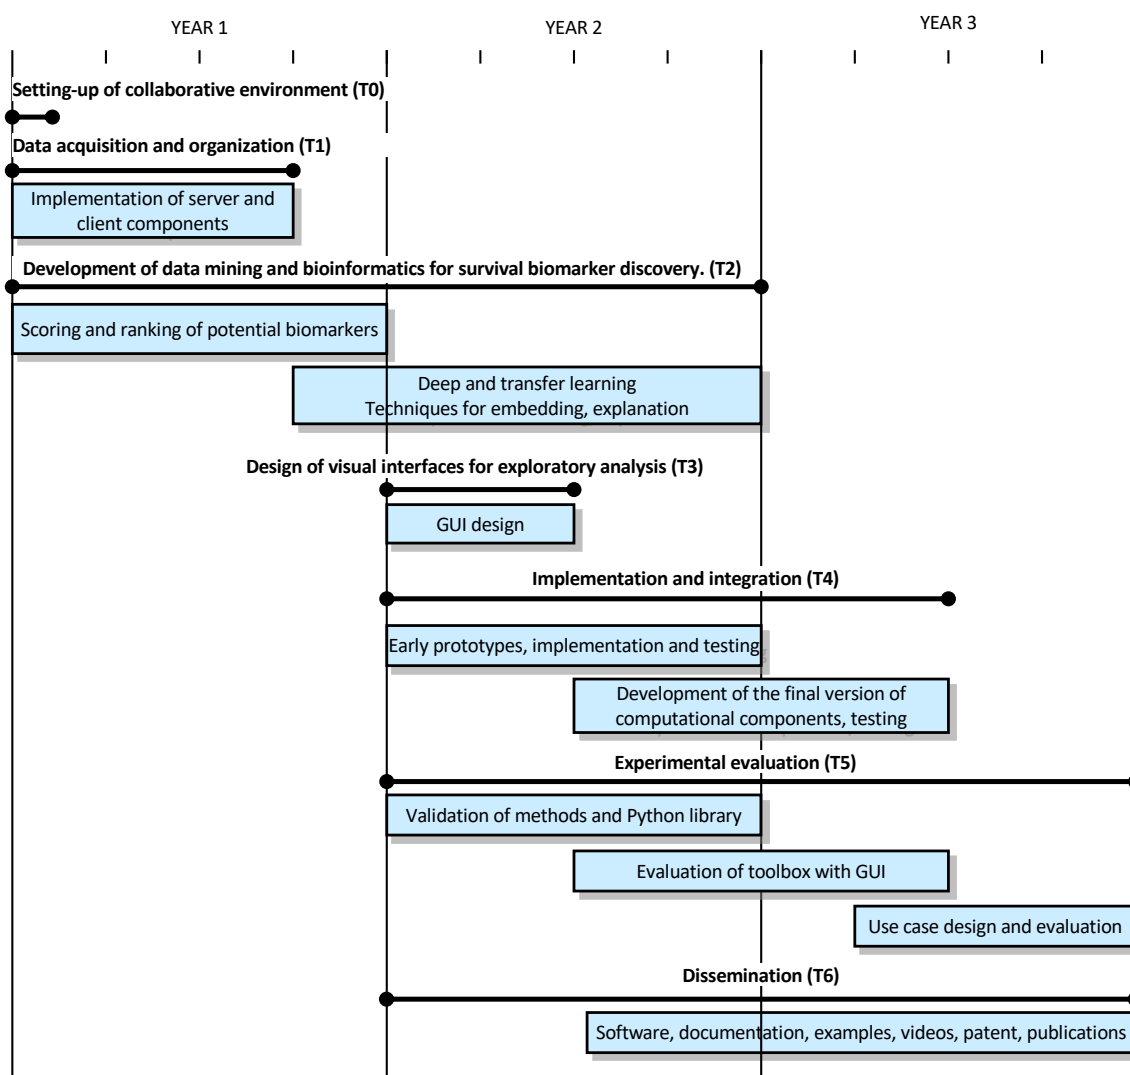 YEAR 1
YEAR 2
YEAR 3
Setting-up of collaborative environment (T0)
Data acquisition and organization (T1)
Implementation of server and
client components
Development of data mining and bioinformatics for survival biomarker discovery. (T2)
Scoring and ranking of potential biomarkers
Deep and transfer learning
Techniques for embedding, explanation
Design of visual interfaces for exploratory analysis (T3)
GUI design
Implementation and integration (T4)
Early prototypes, implementation and testing
Development of the final version of
computational components, testing
Experimental evaluation (T5)
Validation of methods and Python library
Evaluation of toolbox with GUI
Use case design and evaluation
Dissemination (T6)
Software, documentation, examples, videos, patent, publications